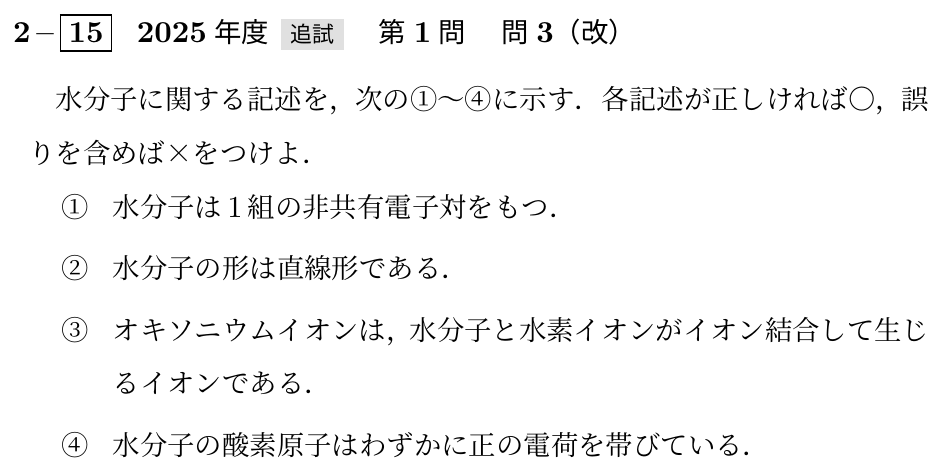 2－15 2025 年度 追試 第 1 問 問 3（改）
水分子に関する記述を，次の①～④に示す．各記述が正しければ○，誤
りを含めば×をつけよ．
① 水分子は 1 組の非共有電子対をもつ．
② 水分子の形は直線形である．
③ オキソニウムイオンは，水分子と水素イオンがイオン結合して生じ
るイオンである．
④ 水分子の酸素原子はわずかに正の電荷を帯びている．